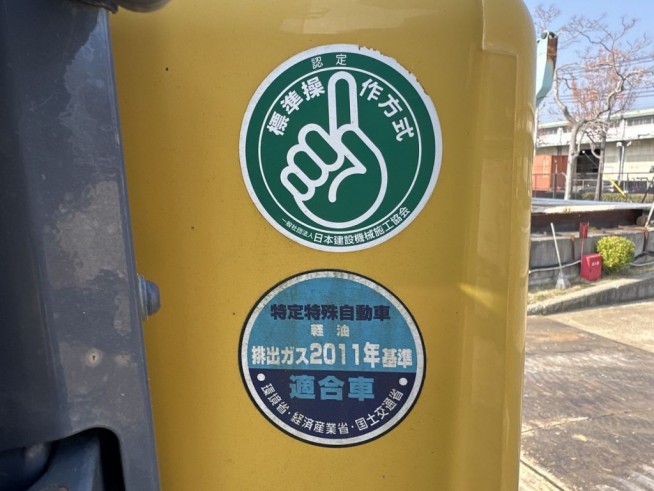 認定
標準操作方式
一般社団法人日本建設機械施工協会
特定特殊自動車
軽油
排出ガス2011年基準
適合車
・環境省・経済産業省・国土交通省・